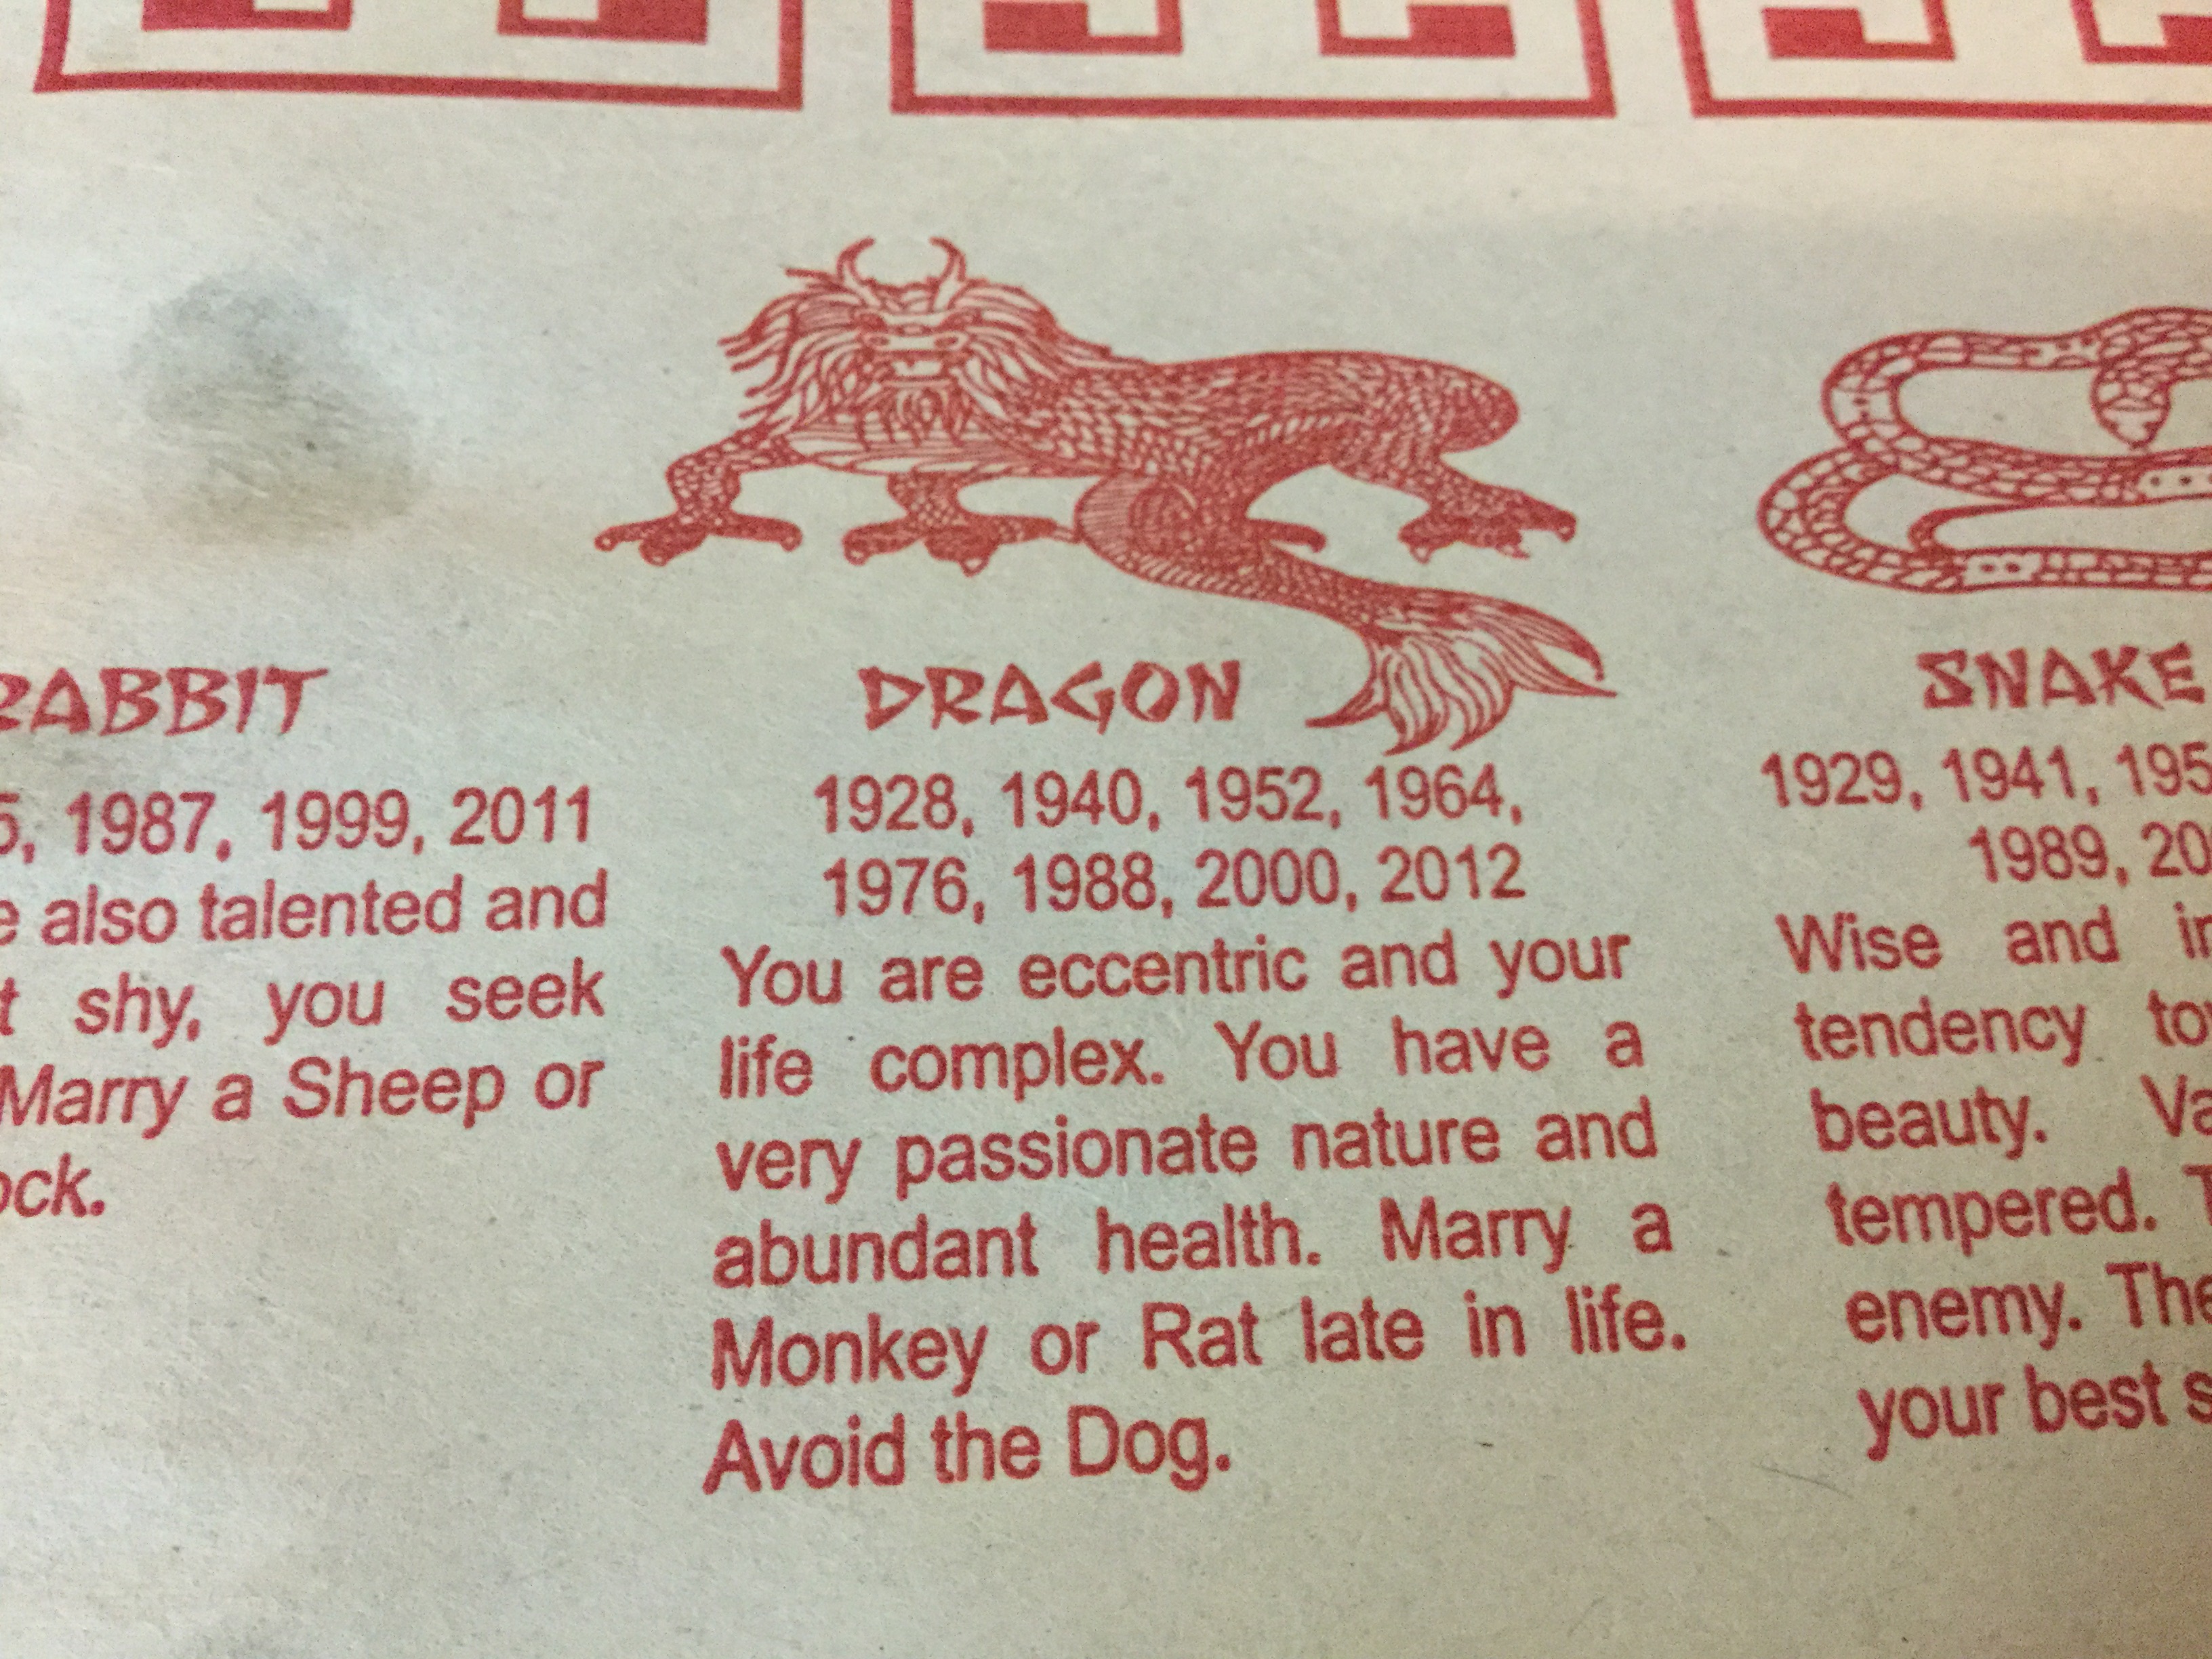 RABBIT
1987, 1999, 2011
also talented and
shy, you seek
Marry a Sheep or
DRAGON
1928, 1940, 1952, 1964,
1976, 1988, 2000, 2012
You are eccentric and your
life complex. You have a
very passionate nature and
abundant health. Marry a
Monkey or Rat late in life.
Avoid the Dog.
SNAKE
1929, 1941,
1989,
Wise and
tendency to
beauty.
tempered.
enemy. The
your best